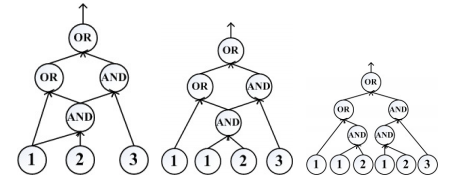 OR
OR AND
AND
1 2 3
OR
OR AND
AND
1 1 2 3
OR
OR AND
AND AND
1 1 2 1 2 3